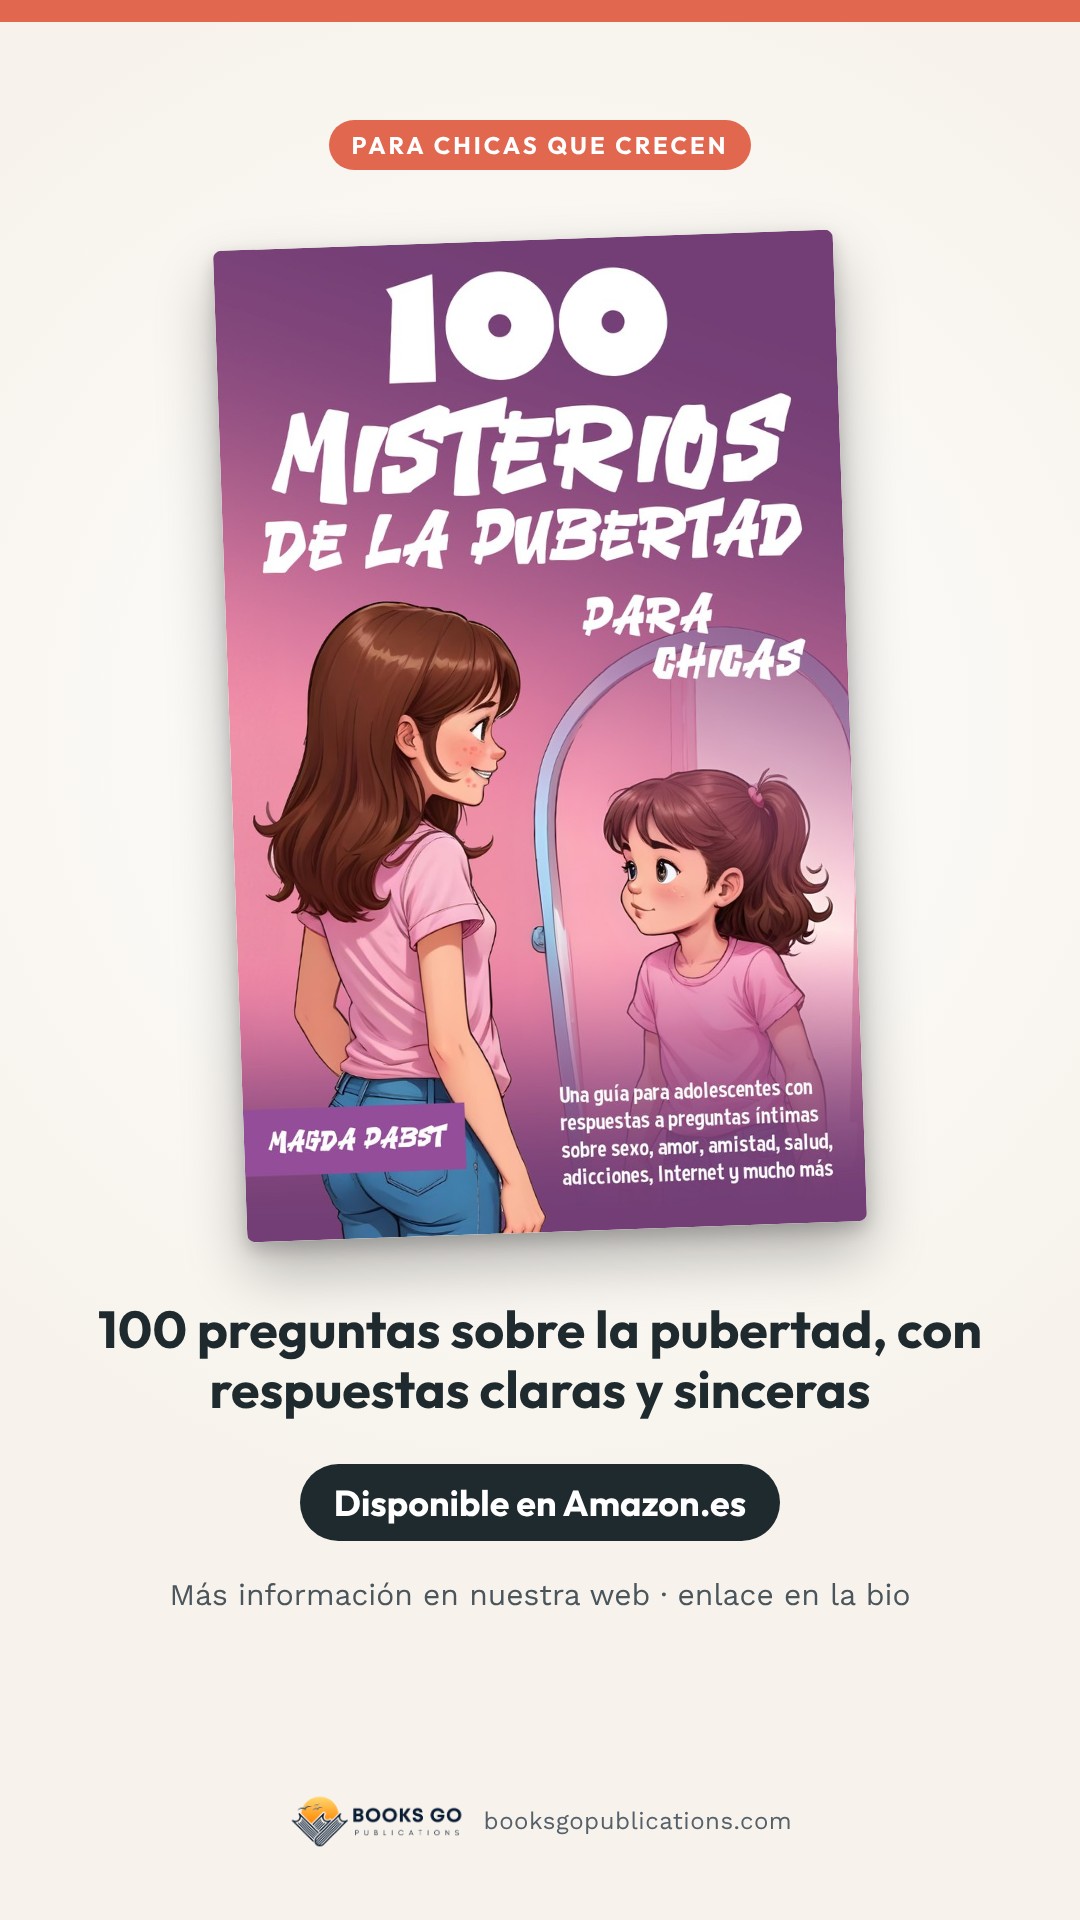 PARA CHICAS QUE CRECEN
100
MISTERIOS
DE LA PUBERTAD
PARA
CHICAS
Una guía para adolescentes con
respuestas a preguntas íntimas
sobre sexo, amor, amistad, salud,
adicciones, Internet y mucho más
MAGDA PABST
100 preguntas sobre la pubertad, con
respuestas claras y sinceras
Disponible en Amazon.es
Más información en nuestra web · enlace en la bio
BOOKS GO
PUBLICATIONS
booksgopublications.com